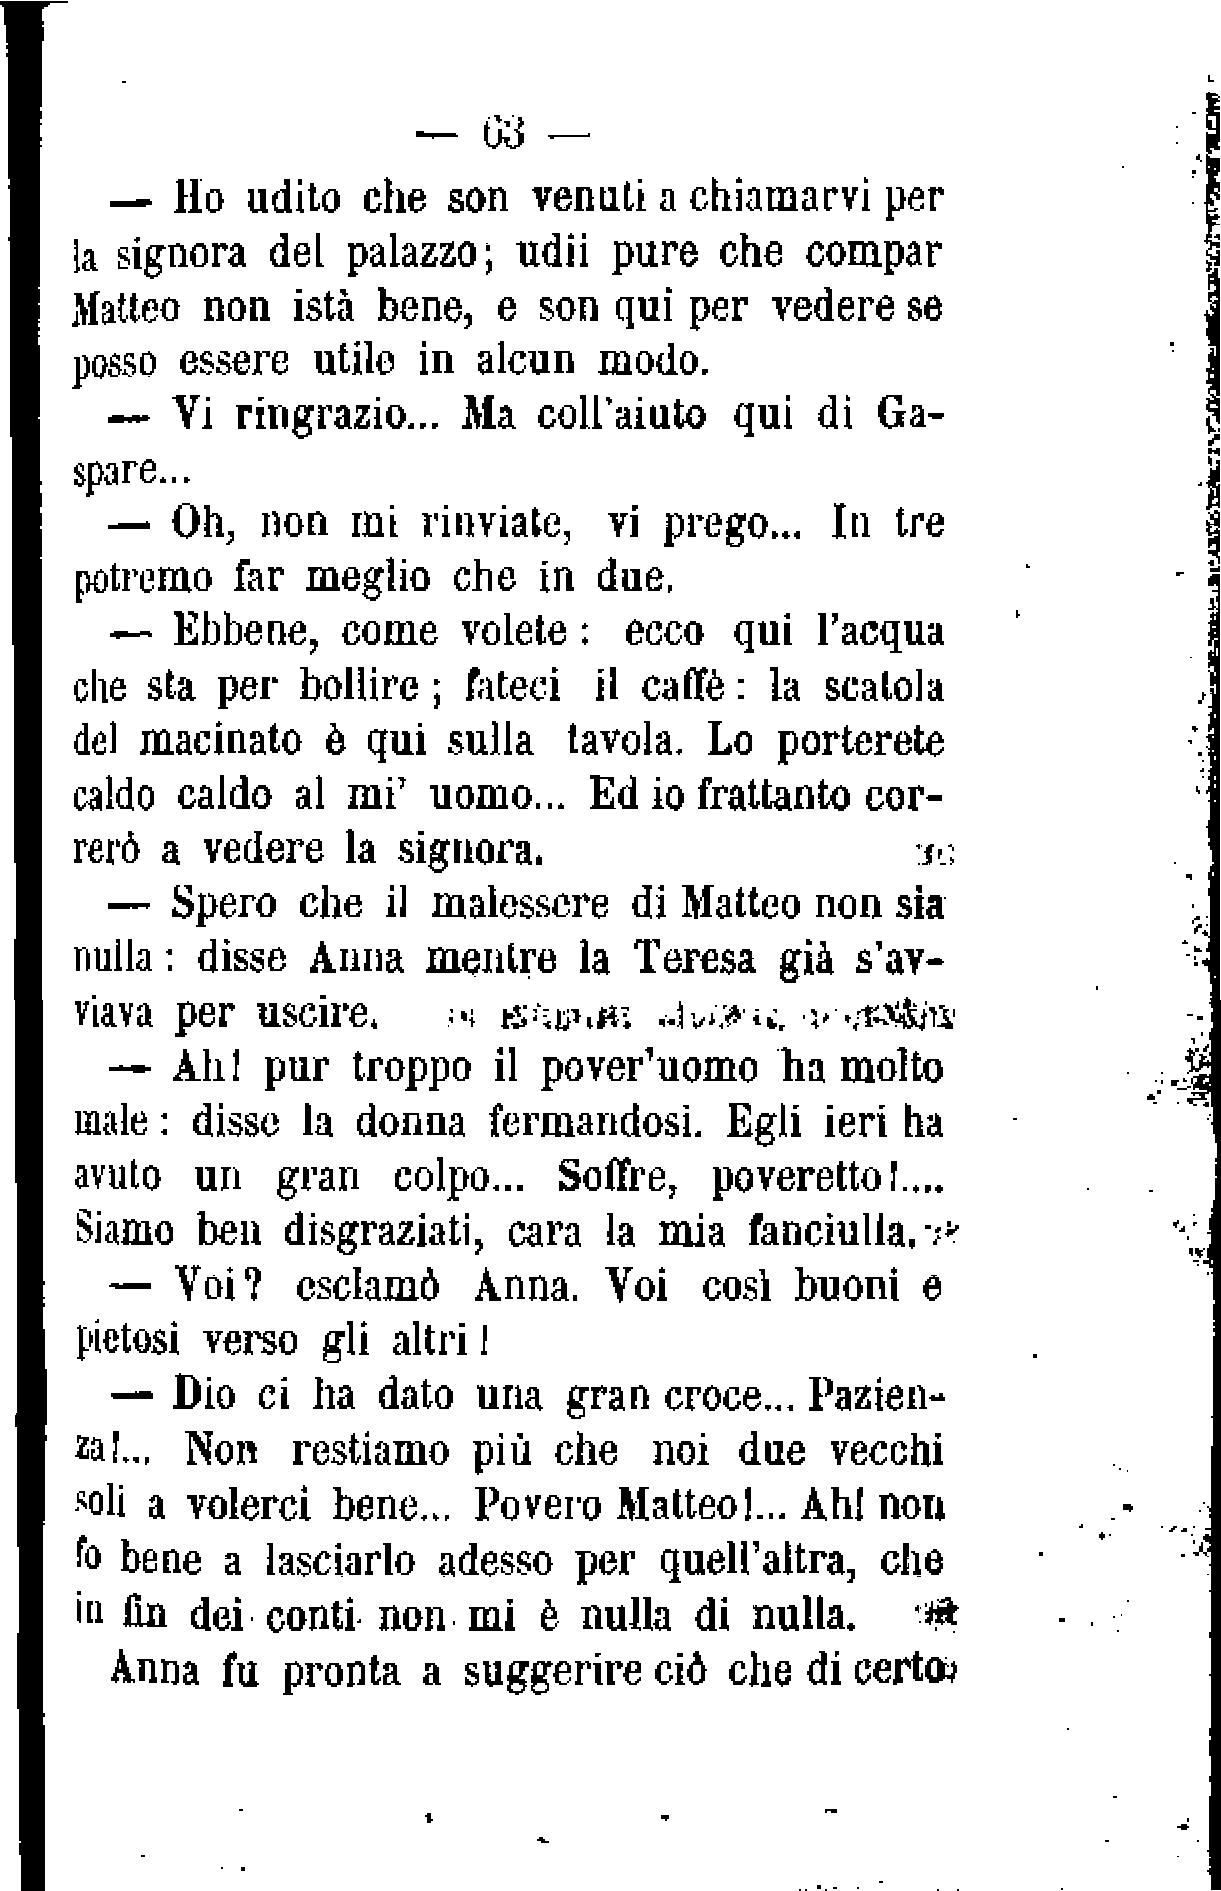 — 63 —
— Ho udito che son venuti a chiamarvi per
la signora del palazzo; udii pure che compar
Matteo non istà bene, e son qui per vedere se
posso essere utile in alcun modo.
— Vi ringrazio... Ma coll'aiuto qui di Ga-
spare...
— Oh, non mi rinviate, vi prego... In tre
potremo far meglio che in due.
— Ebbene, come volete : ecco qui l'acqua
che sta per bollire ; fateci il caffè : la scatola
del macinato è qui sulla tavola. Lo porterete
caldo caldo al mi' uomo... Ed io frattanto cor-
rerò a vedere la signora.
— Spero che il malessere di Matteo non sia
nulla : disse Anna mentre la Teresa già s'av-
viava per uscire.
— Ah! pur troppo il pover'uomo ha molto
male : disse la donna fermandosi. Egli ieri ha
avuto un gran colpo... Soffre, poveretto!....
Siamo ben disgraziati, cara la mia fanciulla.
— Voi? esclamò Anna. Voi così buoni e
pietosi verso gli altri!
— Dio ci ha dato una gran croce... Pazien-
za!... Non restiamo più che noi due vecchi
soli a volerci bene... Povero Matteo!... Ah! non
fo bene a lasciarlo adesso per quell'altra, che
in fin dei conti non mi è nulla di nulla.
Anna fu pronta a suggerire ciò che di certo